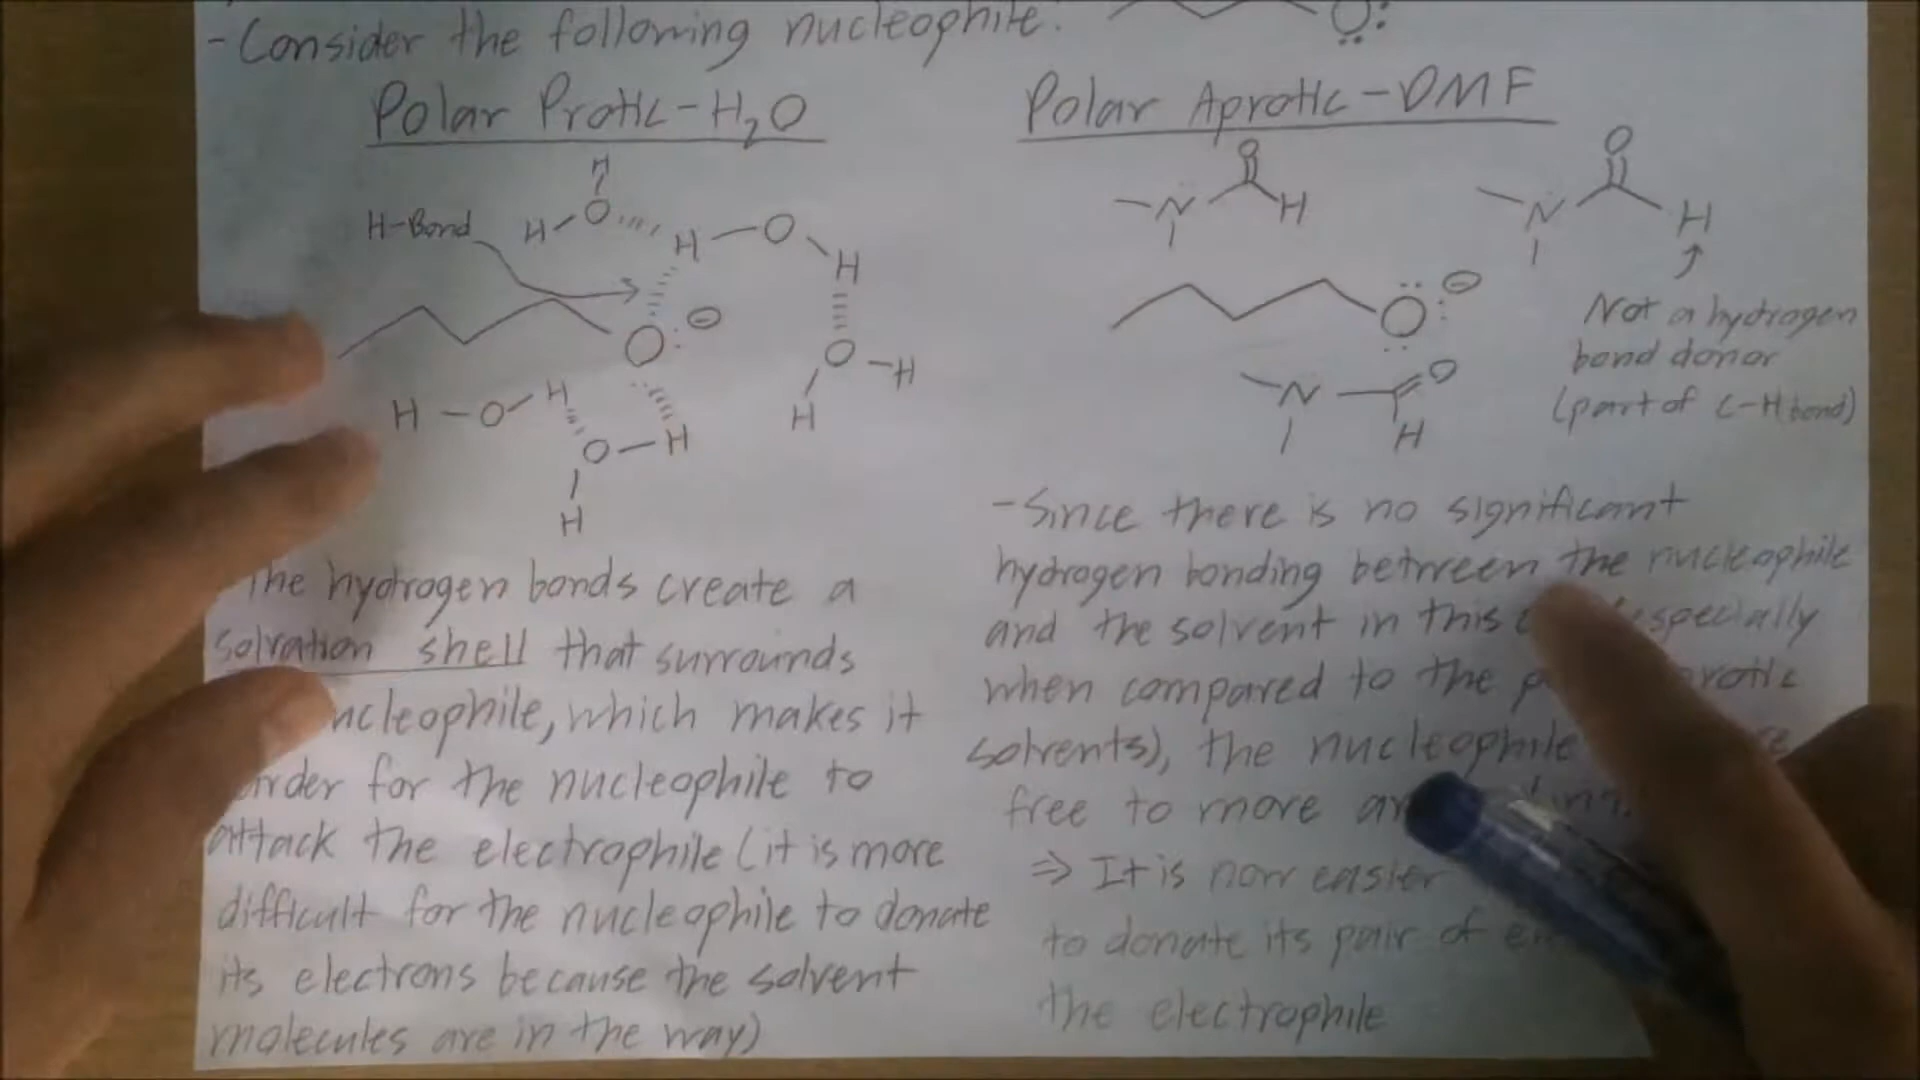 - Consider the following nucleophile:
Polar Protic - H2O
H-Bond
The hydrogen bonds create a
solvation shell that surrounds
nucleophile, which makes it
for the nucleophile to
attack the electrophile (it is more
difficult for the nucleophile to donate
its electrons because the solvent
molecules are in the way)
Polar Aprotic - DMF
Not a hydrogen
bond donor
(part of C-H bond)
- Since there is no significant
hydrogen bonding between the nucleophile
and the solvent in this especially
when compared to the
solvents), the nucleophile
free to move
⇒ It is now easier
to donate its pair of
the electrophile